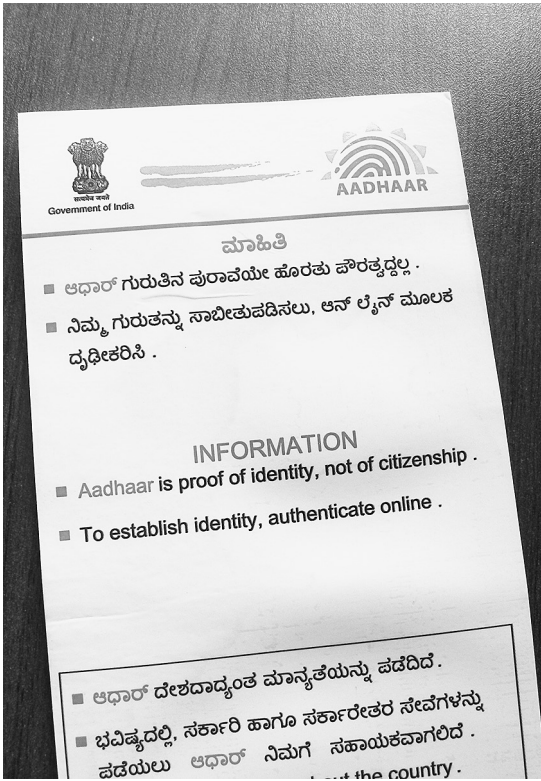 सत्यमेव जयते
Government of India
AADHAAR
ಮಾಹಿತಿ
ಆಧಾರ್ ಗುರುತಿನ ಪುರಾವೆಯೇ ಹೊರತು ಪೌರತ್ವದ್ದಲ್ಲ .
ನಿಮ್ಮ ಗುರುತನ್ನು ಸಾಬೀತುಪಡಿಸಲು, ಆನ್ ಲೈನ್ ಮೂಲಕ
ದೃಢೀಕರಿಸಿ .
INFORMATION
Aadhaar is proof of identity, not of citizenship .
To establish identity, authenticate online .
ಆಧಾರ್ ದೇಶದಾದ್ಯಂತ ಮಾನ್ಯತೆಯನ್ನು ಪಡೆದಿದೆ .
ಭವಿಷ್ಯದಲ್ಲಿ, ಸರ್ಕಾರಿ ಹಾಗೂ ಸರ್ಕಾರೇತರ ಸೇವೆಗಳನ್ನು
ಪಡೆಯಲು ಆಧಾರ್ ನಿಮಗೆ ಸಹಾಯಕವಾಗಲಿದೆ .
the country .